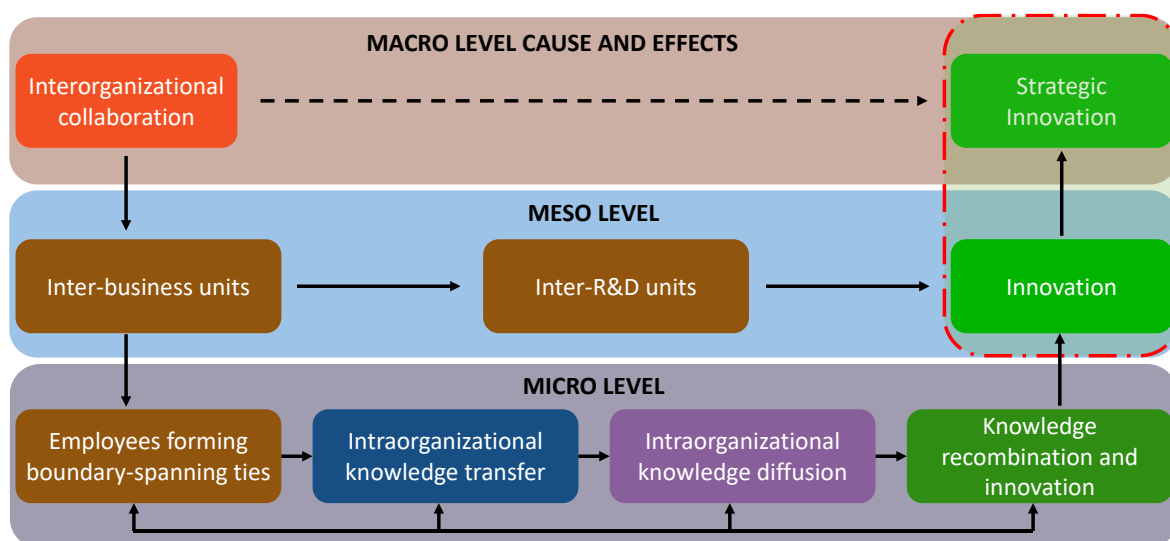 MACRO LEVEL CAUSE AND EFFECTS
Interorganizational
collaboration
Strategic
Innovation
MESO LEVEL
Inter-business units
Inter-R&D units
Innovation
MICRO LEVEL
Employees forming
boundary-spanning ties
Intraorganizational
knowledge transfer
Intraorganizational
knowledge diffusion
Knowledge
recombination and
innovation